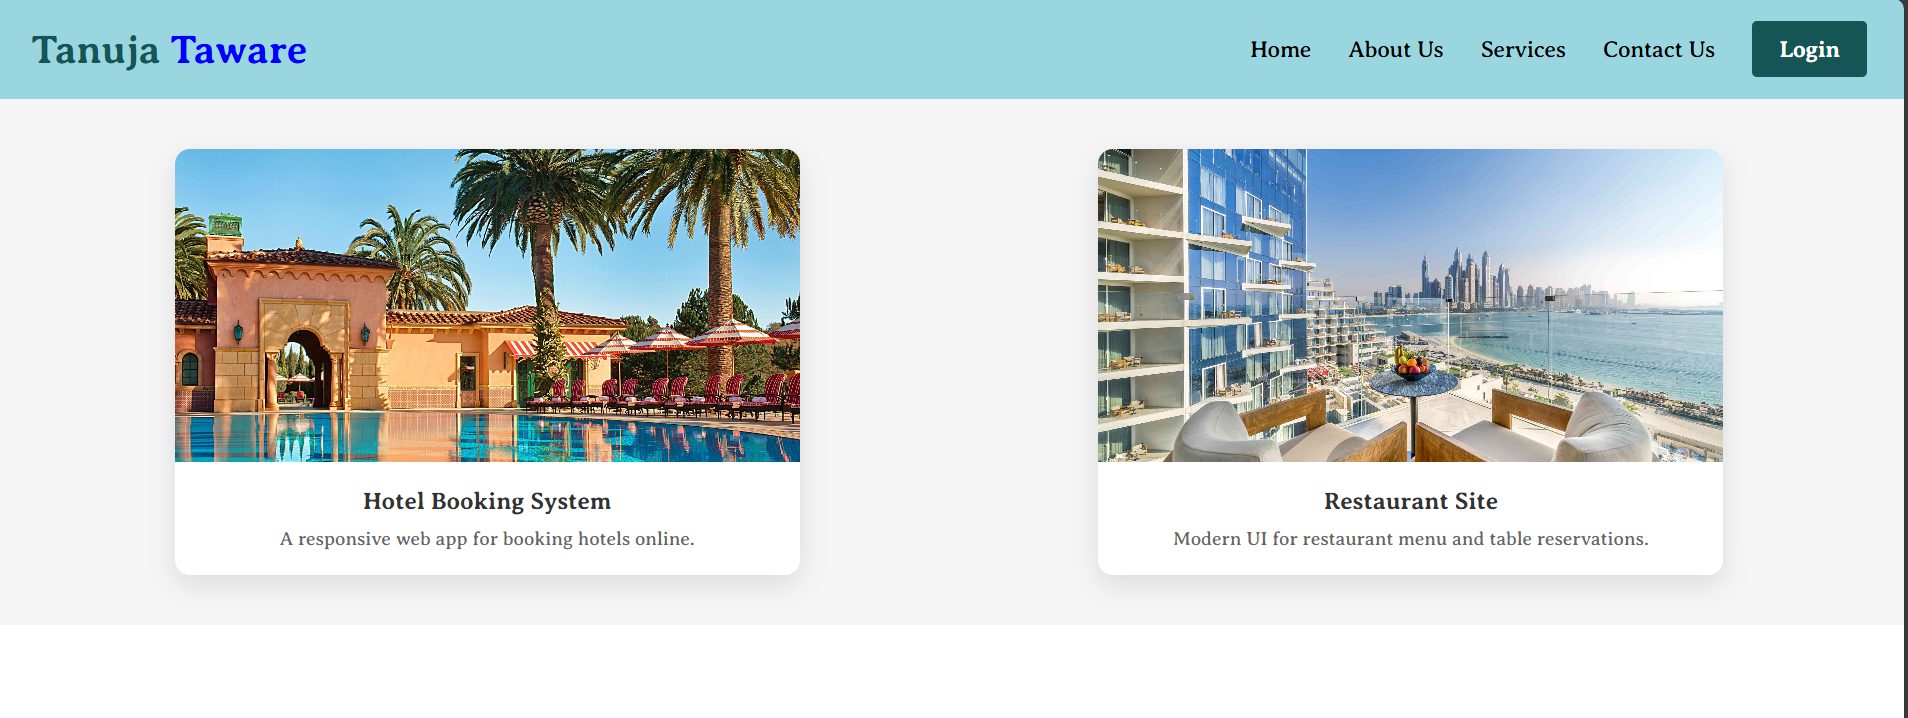 Tanuja Taware
Home About Us Services Contact Us Login
Hotel Booking System
A responsive web app for booking hotels online.
Restaurant Site
Modern UI for restaurant menu and table reservations.